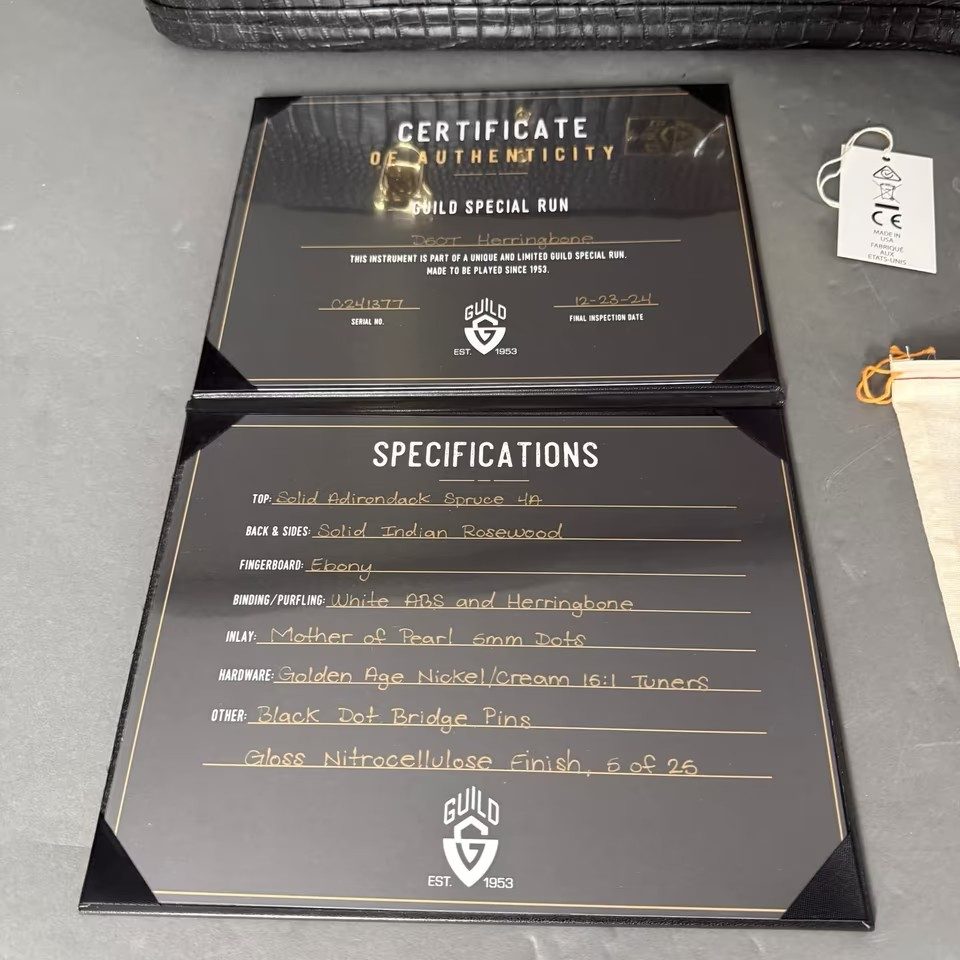 CERTIFICATE
OF AUTHENTICITY
GUILD SPECIAL RUN
D60T Herringbone
THIS INSTRUMENT IS PART OF A UNIQUE AND LIMITED GUILD SPECIAL RUN.
MADE TO BE PLAYED SINCE 1953.
C241377
SERIAL NO.
12-23-24
FINAL INSPECTION DATE
GUILD
G
EST. 1953
CE
MADE IN
USA
FABRIQUÉ
AUX
ÉTATS-UNIS
SPECIFICATIONS
TOP: Solid Adirondack Spruce 4A
BACK & SIDES: Solid Indian Rosewood
FINGERBOARD: Ebony
BINDING/PURFLING: White ABS and Herringbone
INLAY: Mother of Pearl 5mm Dots
HARDWARE: Golden Age Nickel/Cream 15:1 Tuners
OTHER: Black Dot Bridge Pins
Gloss Nitrocellulose Finish, 5 of 25
GUILD
G
EST. 1953